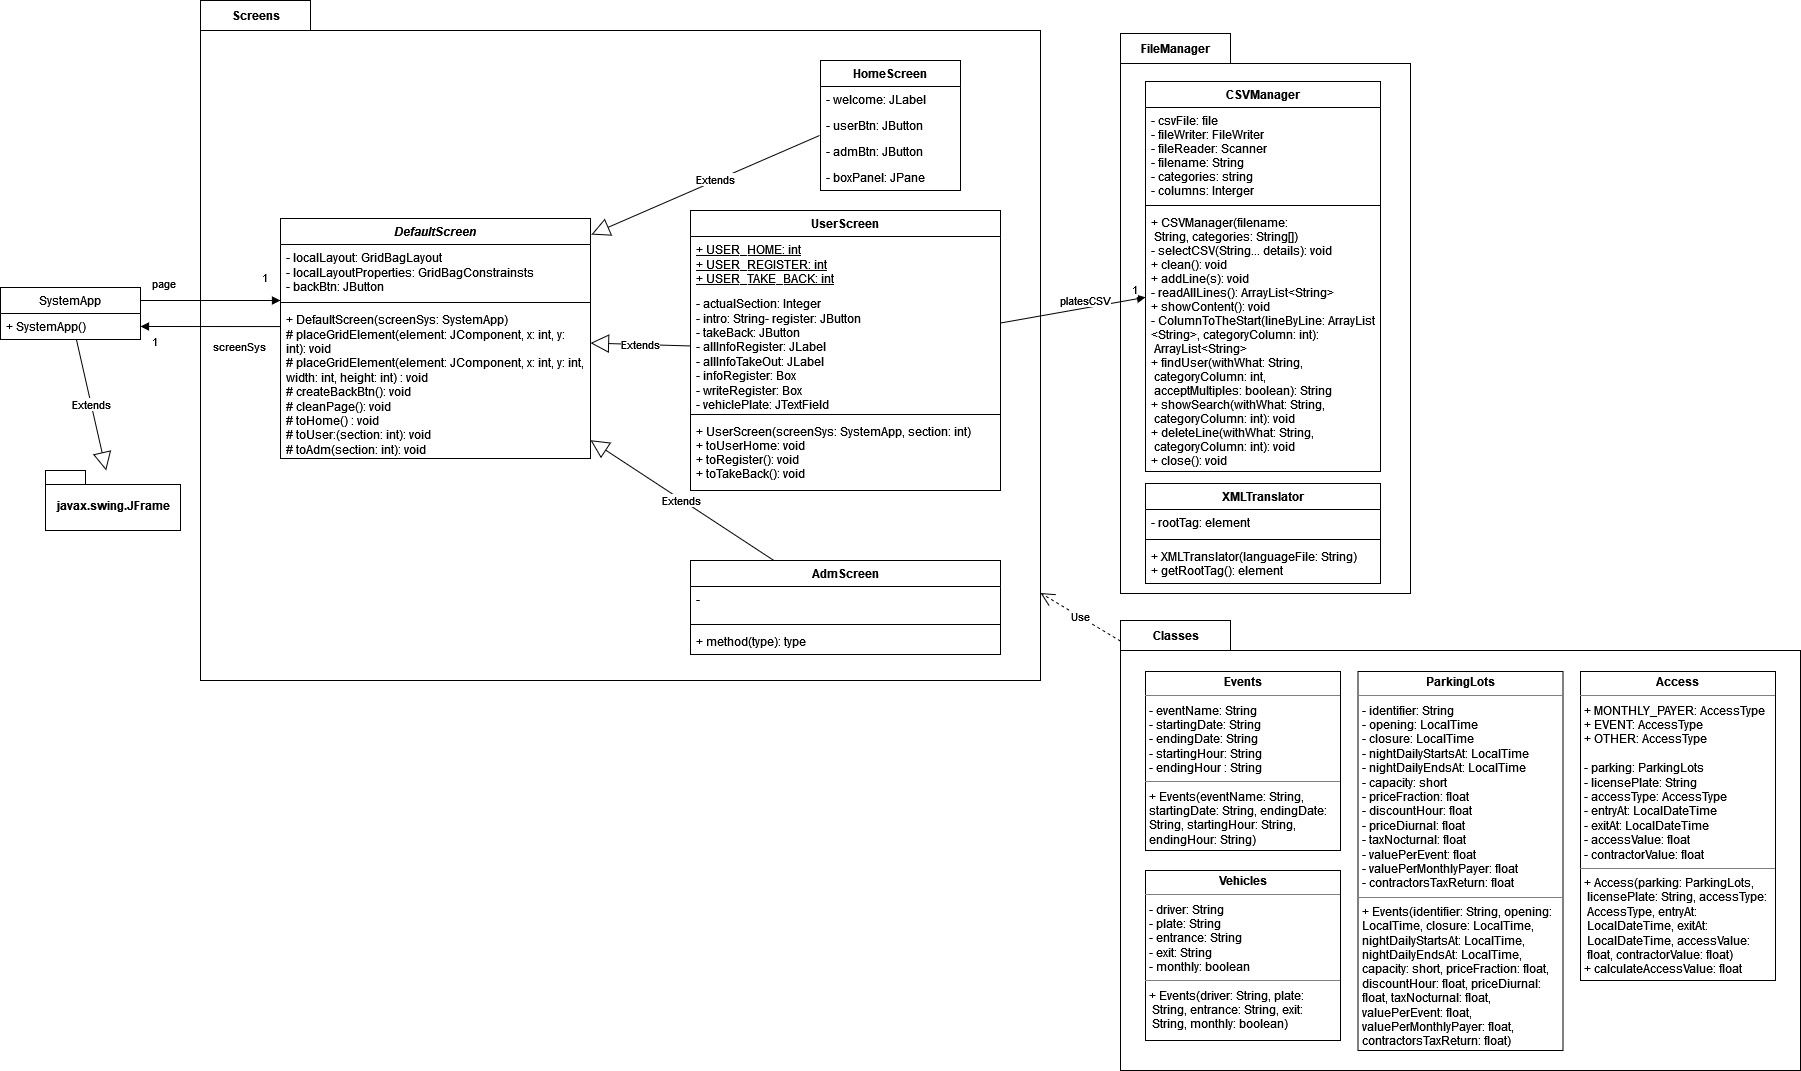 Screens
HomeScreen
- welcome: JLabel
- userBtn: JButton
- admBtn: JButton
- boxPanel: JPane
Extends
DefaultScreen
- localLayout: GridBagLayout
- localLayoutProperties: GridBagConstrainsts
- backBtn: JButton
+ DefaultScreen(screenSys: SystemApp)
# placeGridElement(element: JComponent, x: int, y:
int): void
# placeGridElement(element: JComponent, x: int, y: int,
width: int, height: int) : void
# createBackBtn(): void
# cleanPage(): void
# toHome() : void
# toUser:(section: int): void
# toAdm(section: int): void
page
1
SystemApp
+ SystemApp()
1
screenSys
Extends
javax.swing.JFrame
UserScreen
+ USER_HOME: int
+ USER_REGISTER: int
+ USER_TAKE_BACK: int
- actualSection: Integer
- intro: String- register: JButton
- takeBack: JButton
- allInfoRegister: JLabel
- allInfoTakeOut: JLabel
- infoRegister: Box
- writeRegister: Box
- vehiclePlate: JTextField
+ UserScreen(screenSys: SystemApp, section: int)
+ toUserHome: void
+ toRegister(): void
+ toTakeBack(): void
Extends
Extends
AdmScreen
-
+ method(type): type
platesCSV
1
FileManager
CSVManager
- csvFile: file
- fileWriter: FileWriter
- fileReader: Scanner
- filename: String
- categories: string
- columns: Interger
+ CSVManager(filename:
String, categories: String[])
- selectCSV(String... details): void
+ clean(): void
+ addLine(s): void
- readAllLines(): ArrayList<String>
+ showContent(): void
- ColumnToTheStart(lineByLine: ArrayList
<String>, categoryColumn: int):
ArrayList<String>
+ findUser(withWhat: String,
categoryColumn: int,
acceptMultiples: boolean): String
+ showSearch(withWhat: String,
categoryColumn: int): void
+ deleteLine(withWhat: String,
categoryColumn: int): void
+ close(): void
XMLTranslator
- rootTag: element
+ XMLTranslator(languageFile: String)
+ getRootTag(): element
Use
Classes
Events
- eventName: String
- startingDate: String
- endingDate: String
- startingHour: String
- endingHour : String
+ Events(eventName: String,
startingDate: String, endingDate:
String, startingHour: String,
endingHour: String)
Vehicles
- driver: String
- plate: String
- entrance: String
- exit: String
- monthly: boolean
+ Events(driver: String, plate:
String, entrance: String, exit:
String, monthly: boolean)
ParkingLots
- identifier: String
- opening: LocalTime
- closure: LocalTime
- nightDailyStartsAt: LocalTime
- nightDailyEndsAt: LocalTime
- capacity: short
- priceFraction: float
- discountHour: float
- priceDiurnal: float
- taxNocturnal: float
- valuePerEvent: float
- valuePerMonthlyPayer: float
- contractorsTaxReturn: float
+ Events(identifier: String, opening:
LocalTime, closure: LocalTime,
nightDailyStartsAt: LocalTime,
nightDailyEndsAt: LocalTime,
capacity: short, priceFraction: float,
discountHour: float, priceDiurnal:
float, taxNocturnal: float,
valuePerEvent: float,
valuePerMonthlyPayer: float,
contractorsTaxReturn: float)
Access
+ MONTHLY_PAYER: AccessType
+ EVENT: AccessType
+ OTHER: AccessType
- parking: ParkingLots
- licensePlate: String
- accessType: AccessType
- entryAt: LocalDateTime
- exitAt: LocalDateTime
- accessValue: float
- contractorValue: float
+ Access(parking: ParkingLots,
licensePlate: String, accessType:
AccessType, entryAt:
LocalDateTime, exitAt:
LocalDateTime, accessValue:
float, contractorValue: float)
+ calculateAccessValue: float